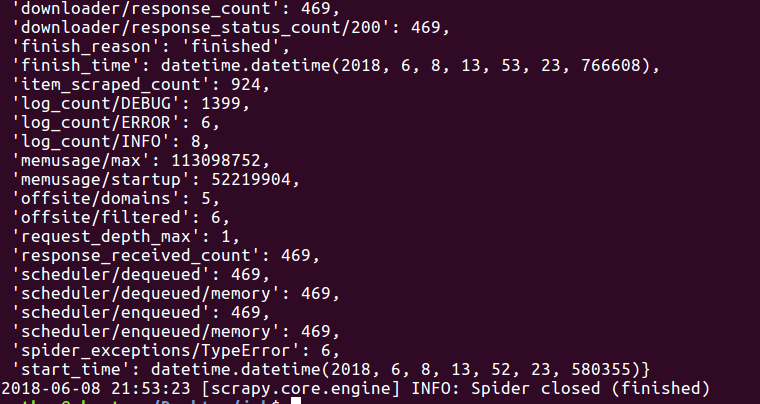 'downloader/response_count': 469,
'downloader/response_status_count/200': 469,
'finish_reason': 'finished',
'finish_time': datetime.datetime(2018, 6, 8, 13, 53, 23, 766608),
'item_scraped_count': 924,
'log_count/DEBUG': 1399,
'log_count/ERROR': 6,
'log_count/INFO': 8,
'memusage/max': 113098752,
'memusage/startup': 52219904,
'offsite/domains': 5,
'offsite/filtered': 6,
'request_depth_max': 1,
'response_received_count': 469,
'scheduler/dequeued': 469,
'scheduler/dequeued/memory': 469,
'scheduler/enqueued': 469,
'scheduler/enqueued/memory': 469,
'spider_exceptions/TypeError': 6,
'start_time': datetime.datetime(2018, 6, 8, 13, 52, 23, 580355)}
2018-06-08 21:53:23 [scrapy.core.engine] INFO: Spider closed (finished)